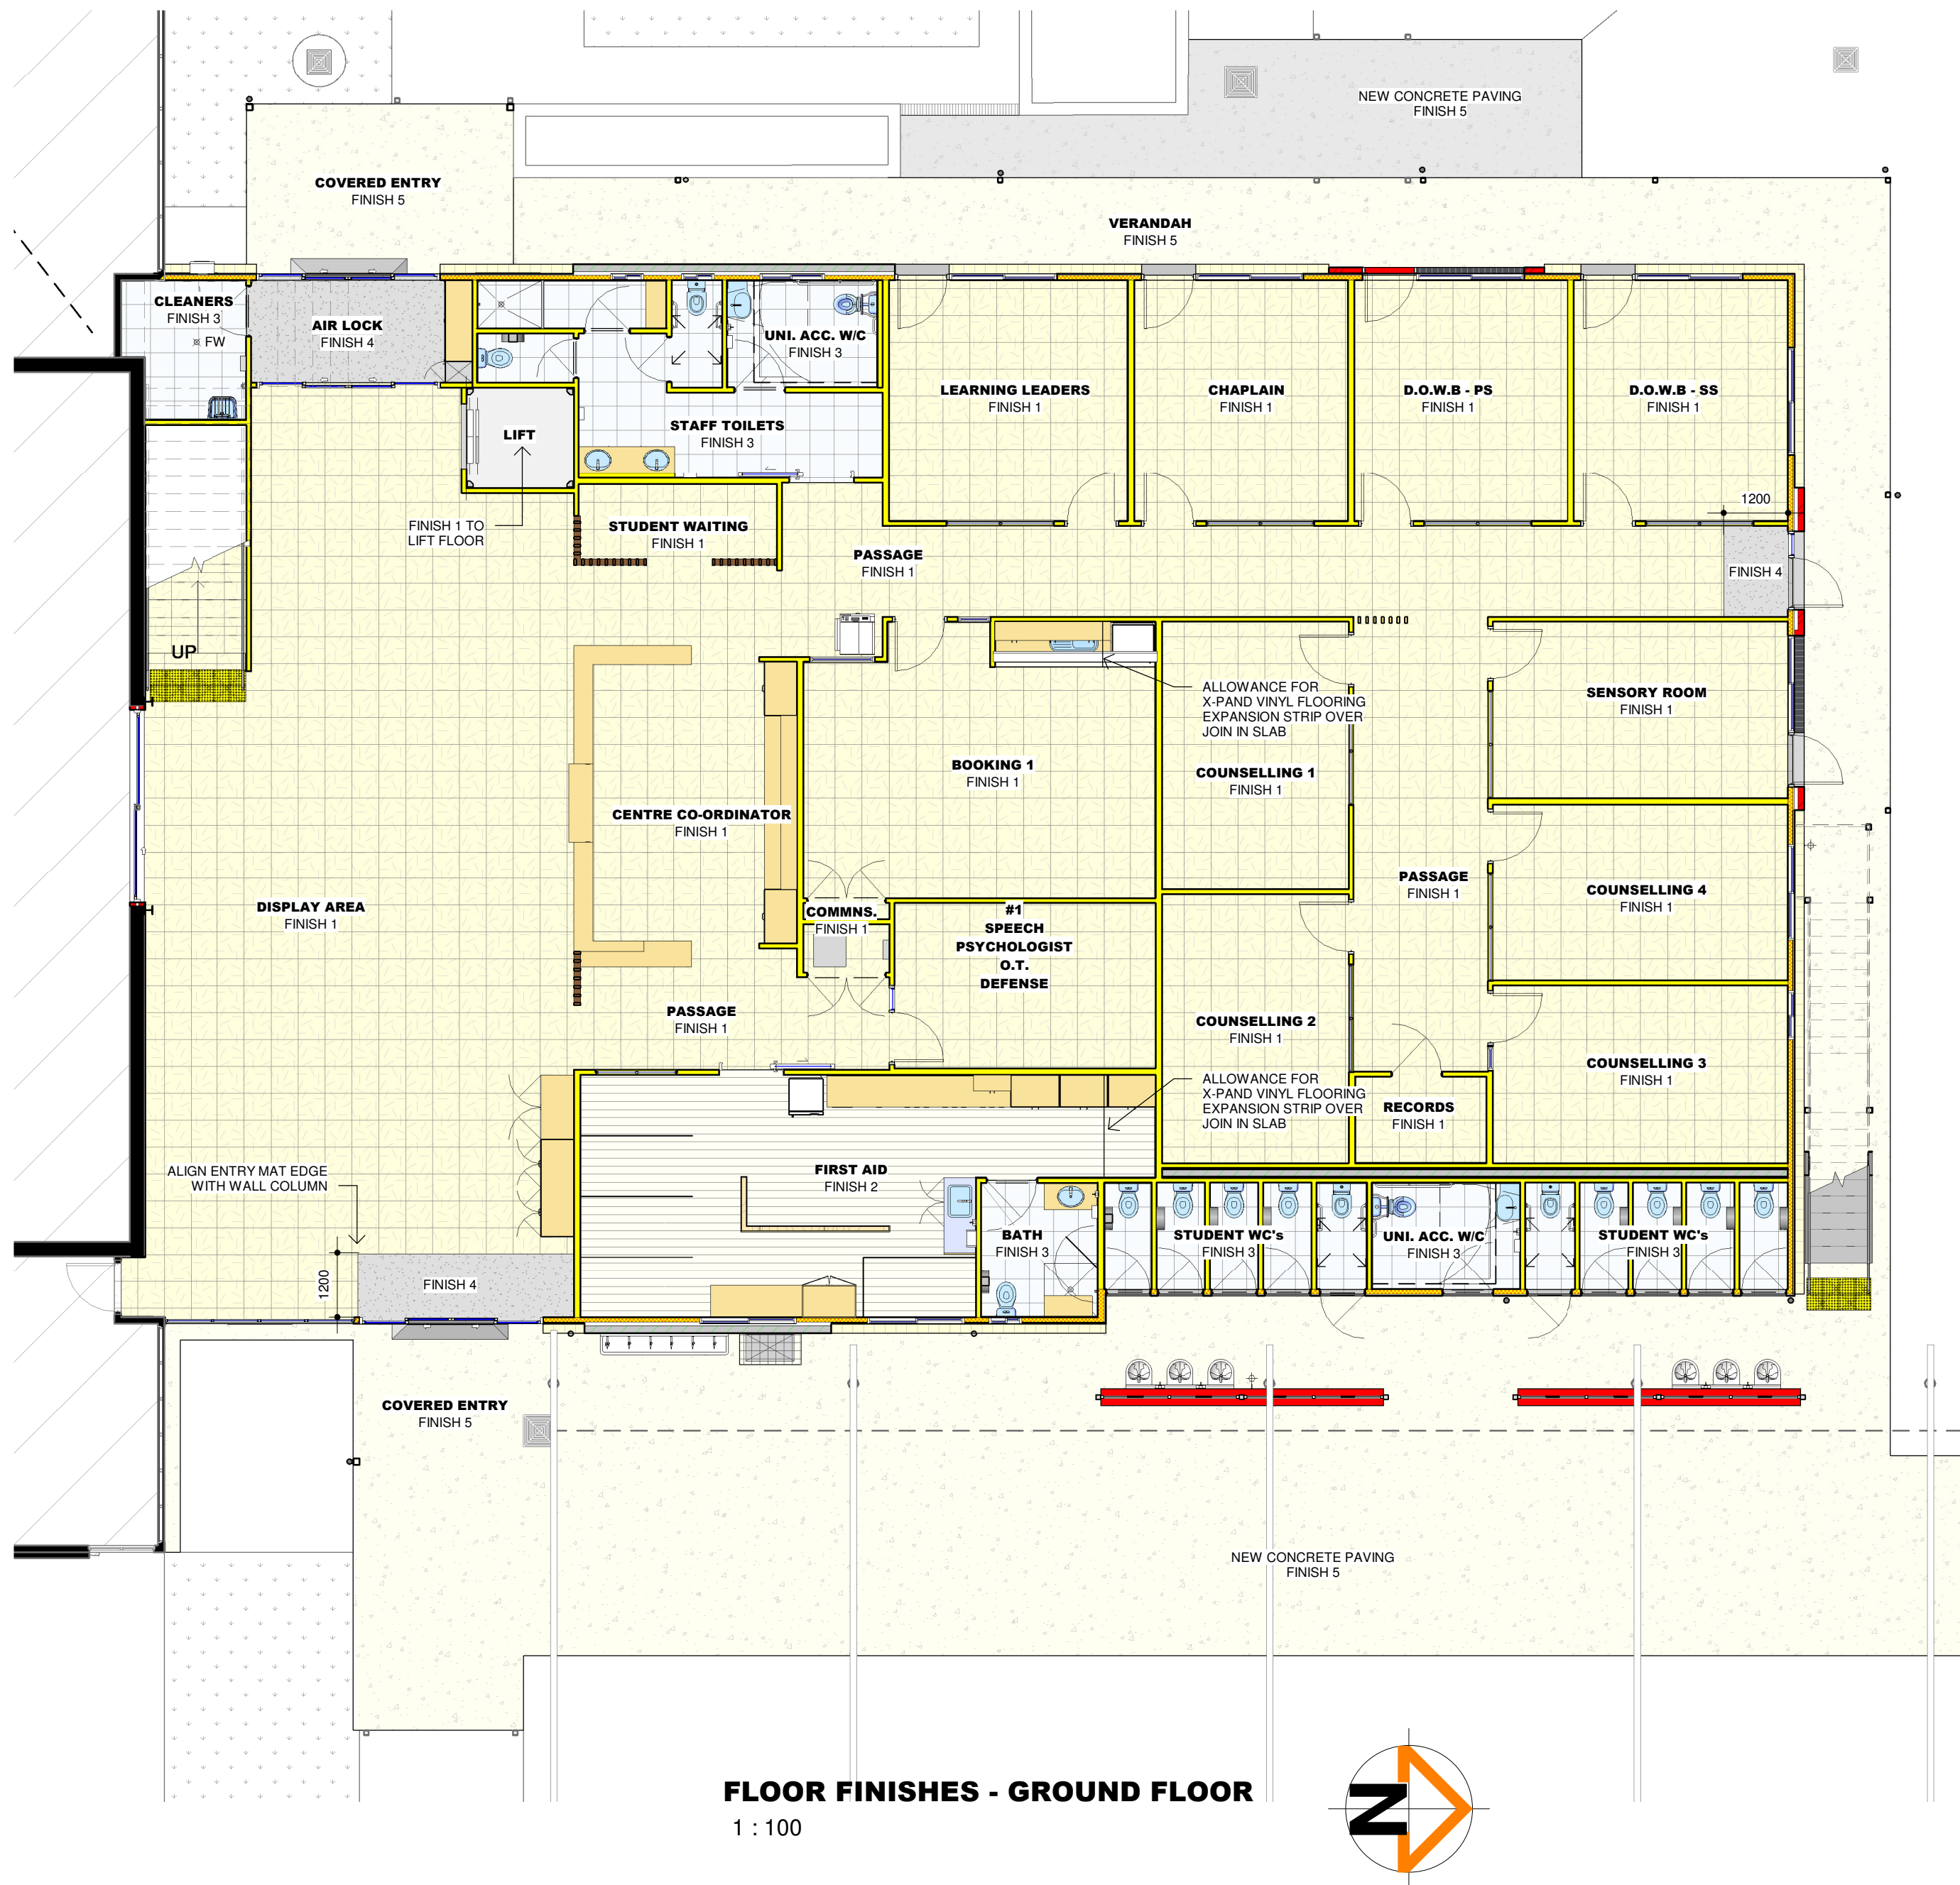 NEW CONCRETE PAVING
FINISH 5
COVERED ENTRY
FINISH 5
VERANDAH
FINISH 5
CLEANERS
FINISH 3
FW
AIR LOCK
FINISH 4
UNI. ACC. W/C
FINISH 3
LEARNING LEADERS
FINISH 1
CHAPLAIN
FINISH 1
D.O.W.B - PS
FINISH 1
D.O.W.B - SS
FINISH 1
LIFT
STAFF TOILETS
FINISH 3
1200
FINISH 1 TO
LIFT FLOOR
STUDENT WAITING
FINISH 1
PASSAGE
FINISH 1
FINISH 4
UP
ALLOWANCE FOR
X-PAND VINYL FLOORING
EXPANSION STRIP OVER
JOIN IN SLAB
SENSORY ROOM
FINISH 1
BOOKING 1
FINISH 1
COUNSELLING 1
FINISH 1
CENTRE CO-ORDINATOR
FINISH 1
PASSAGE
FINISH 1
COUNSELLING 4
FINISH 1
DISPLAY AREA
FINISH 1
COMMNS.
FINISH 1
#1
SPEECH
PSYCHOLOGIST
O.T.
DEFENSE
PASSAGE
FINISH 1
COUNSELLING 2
FINISH 1
COUNSELLING 3
FINISH 1
ALLOWANCE FOR
X-PAND VINYL FLOORING
EXPANSION STRIP OVER
JOIN IN SLAB
RECORDS
FINISH 1
ALIGN ENTRY MAT EDGE
WITH WALL COLUMN
FIRST AID
FINISH 2
BATH
FINISH 3
STUDENT WC's
FINISH 3
UNI. ACC. W/C
FINISH 3
STUDENT WC's
FINISH 3
1200
FINISH 4
COVERED ENTRY
FINISH 5
NEW CONCRETE PAVING
FINISH 5
FLOOR FINISHES - GROUND FLOOR
1 : 100
N